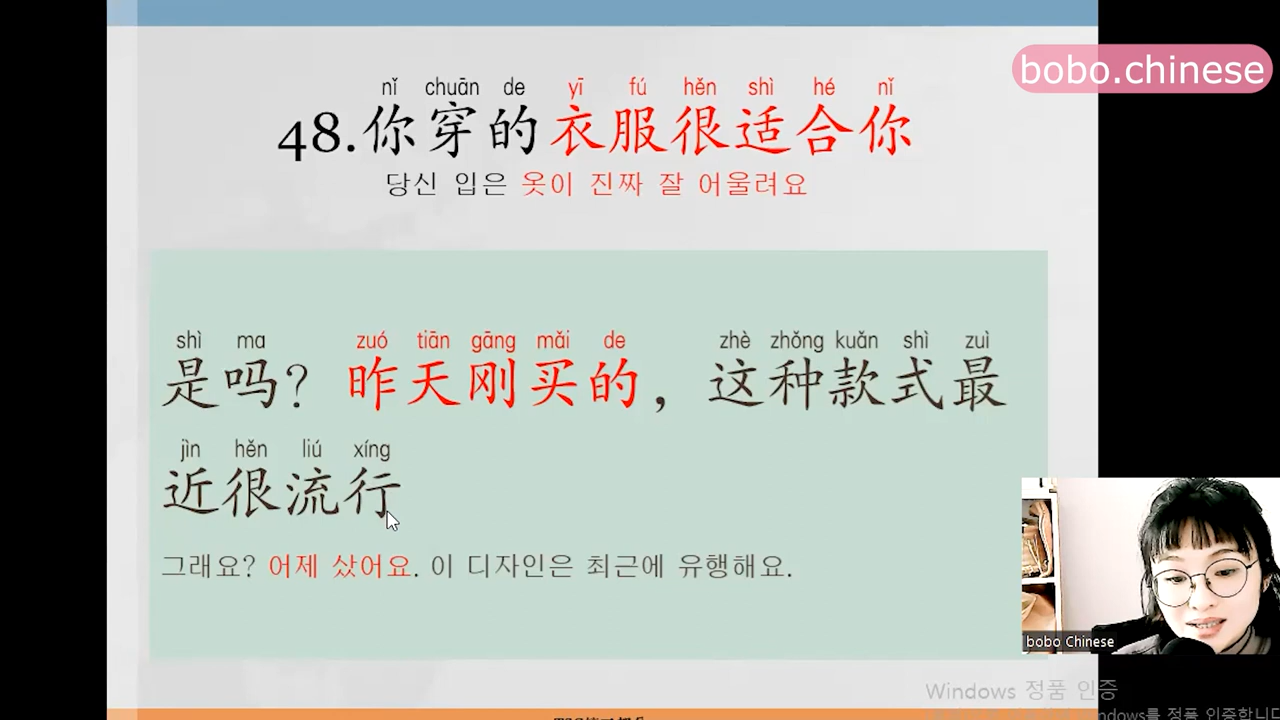 bobo.chinese
nǐ chuān de yī fú hěn shì hé nǐ
48.你穿的衣服很适合你
당신 입은 옷이 진짜 잘 어울려요
shì ma zuó tiān gāng mǎi de zhè zhǒng kuǎn shì zuì
是吗？昨天刚买的，这种款式最
jìn hěn liú xíng
近很流行
그래요? 어제 샀어요. 이 디자인은 최근에 유행해요.
bobo Chinese
Windows 정품 인증